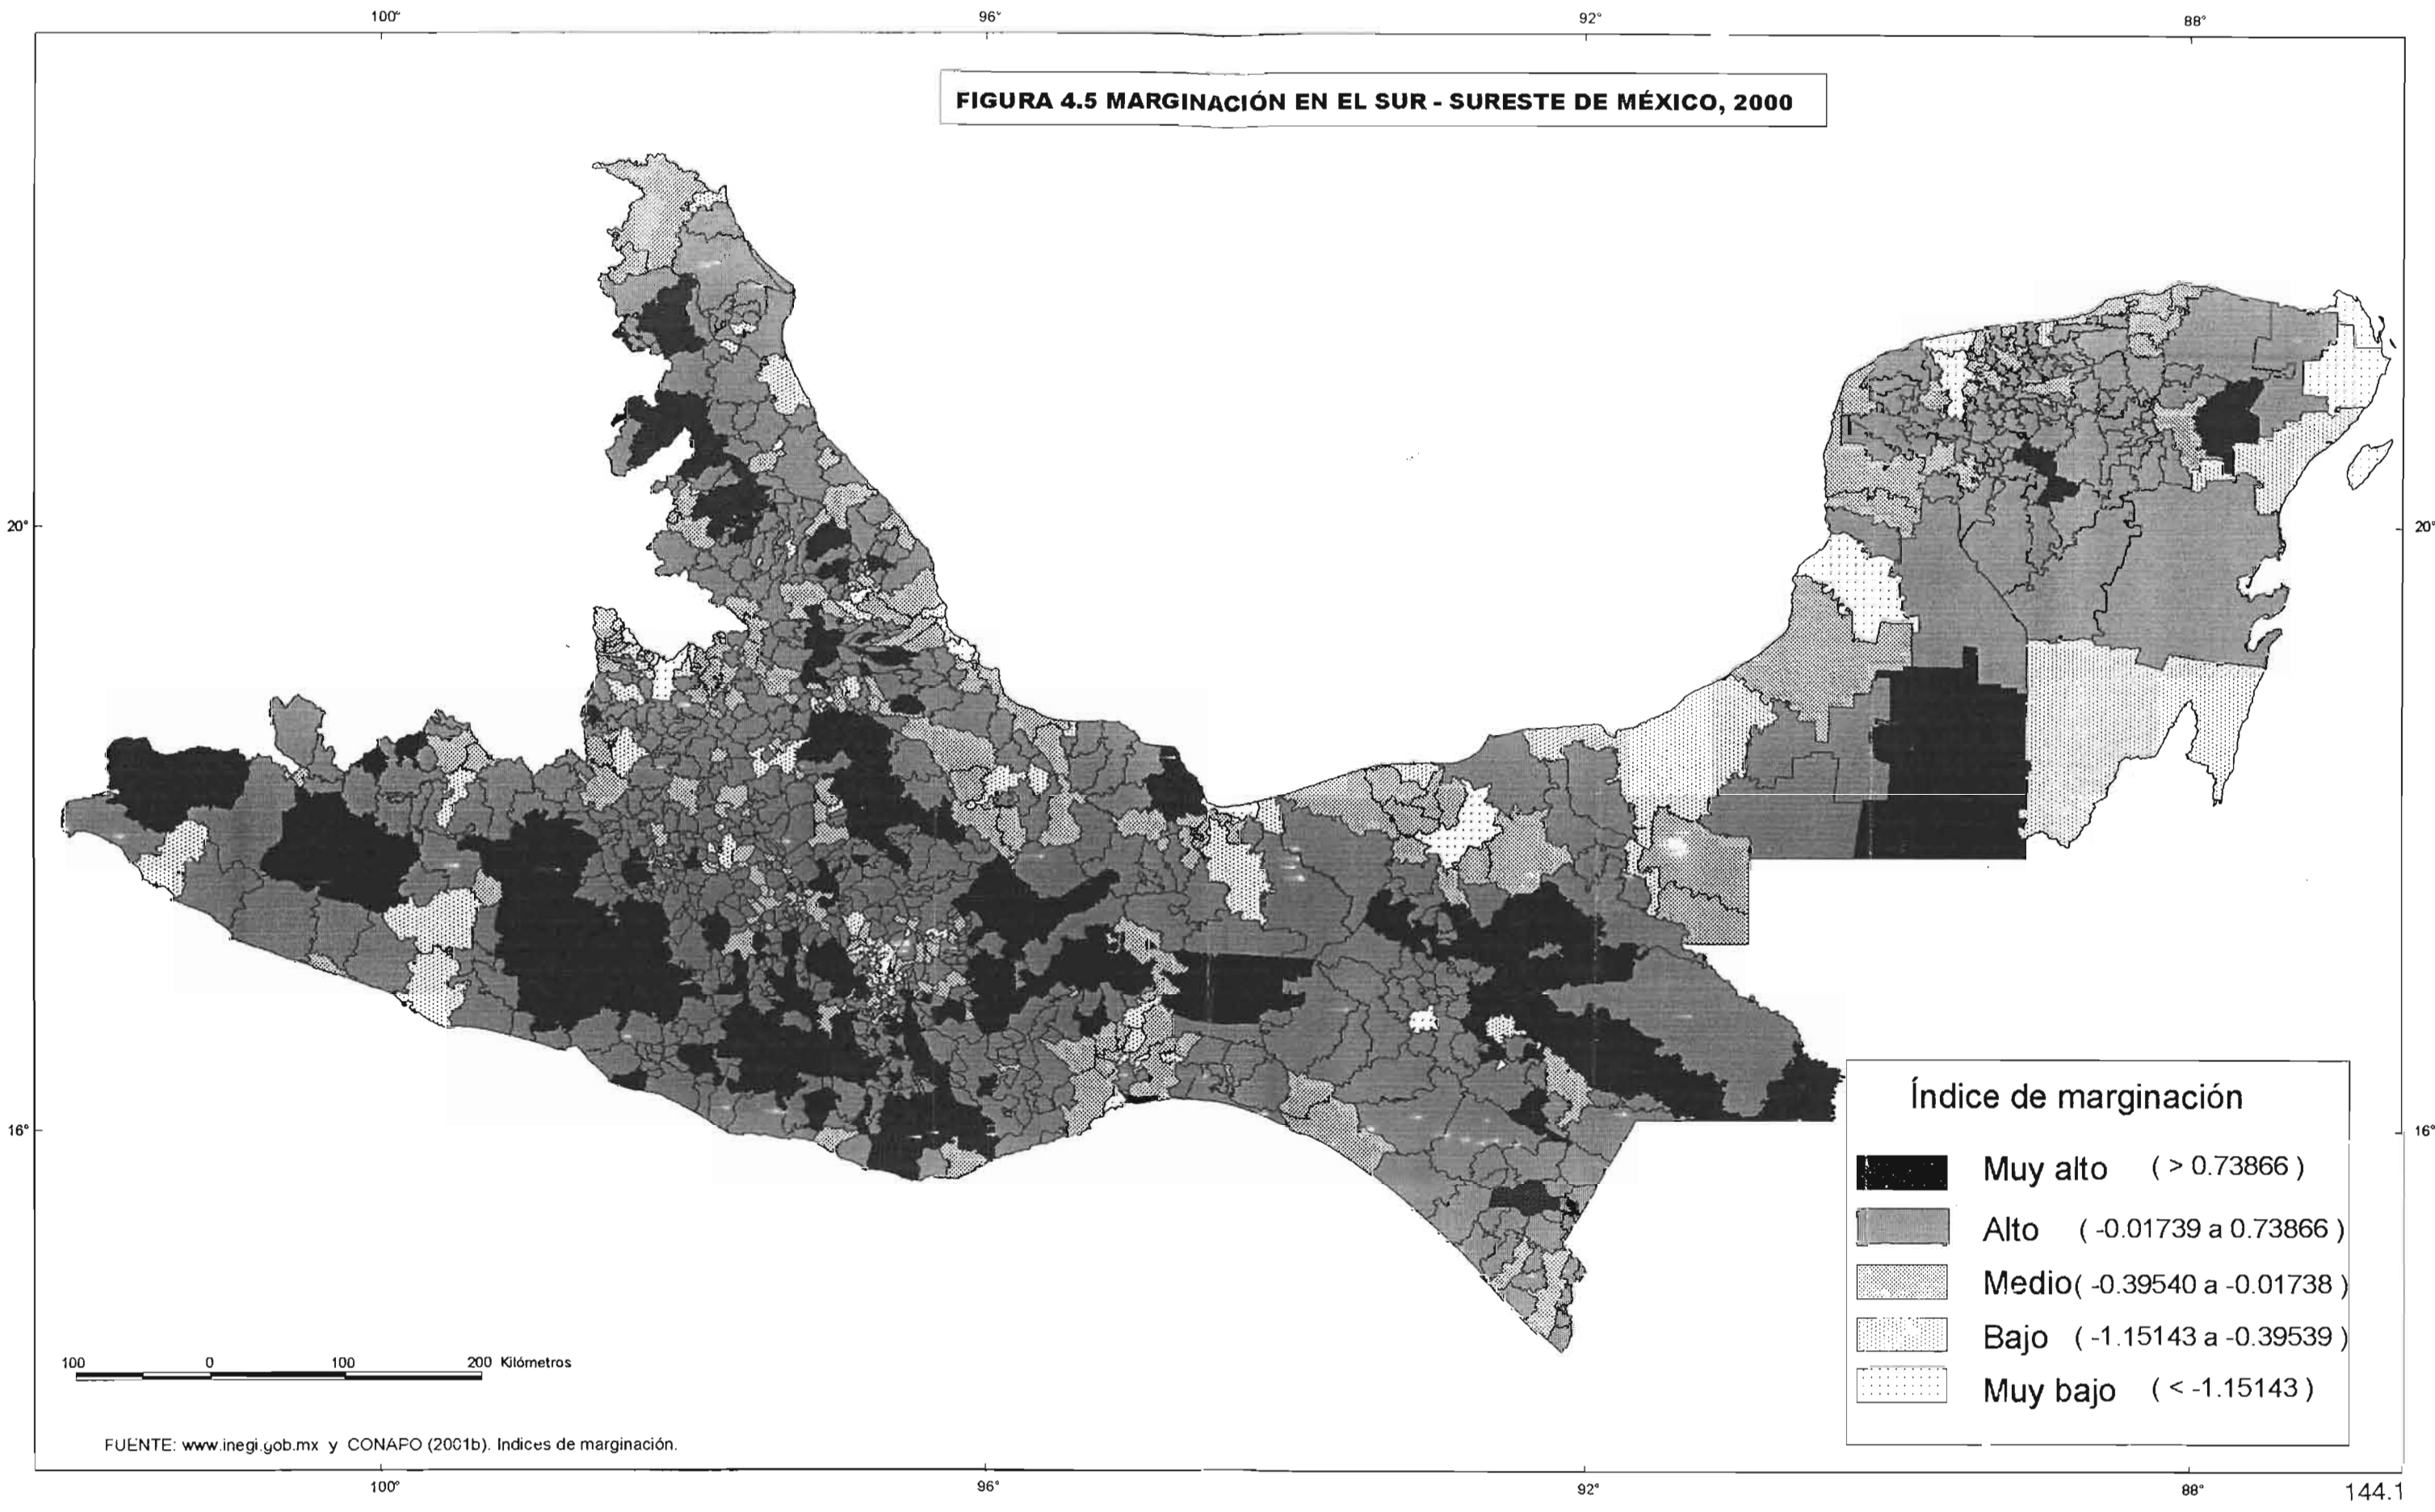 100° 96° 92° 88°
FIGURA 4.5 MARGINACIÓN EN EL SUR - SURESTE DE MÉXICO, 2000
20° 20°
16° 16°
Índice de marginación
Muy alto ( > 0.73866 )
Alto ( -0.01739 a 0.73866 )
Medio ( -0.39540 a -0.01738 )
Bajo ( -1.15143 a -0.39539 )
Muy bajo ( < -1.15143 )
100 0 100 200 Kilómetros
FUENTE: www.inegi.gob.mx y CONAPO (2001b). Indices de marginación.
100° 96° 92° 88°
144.1